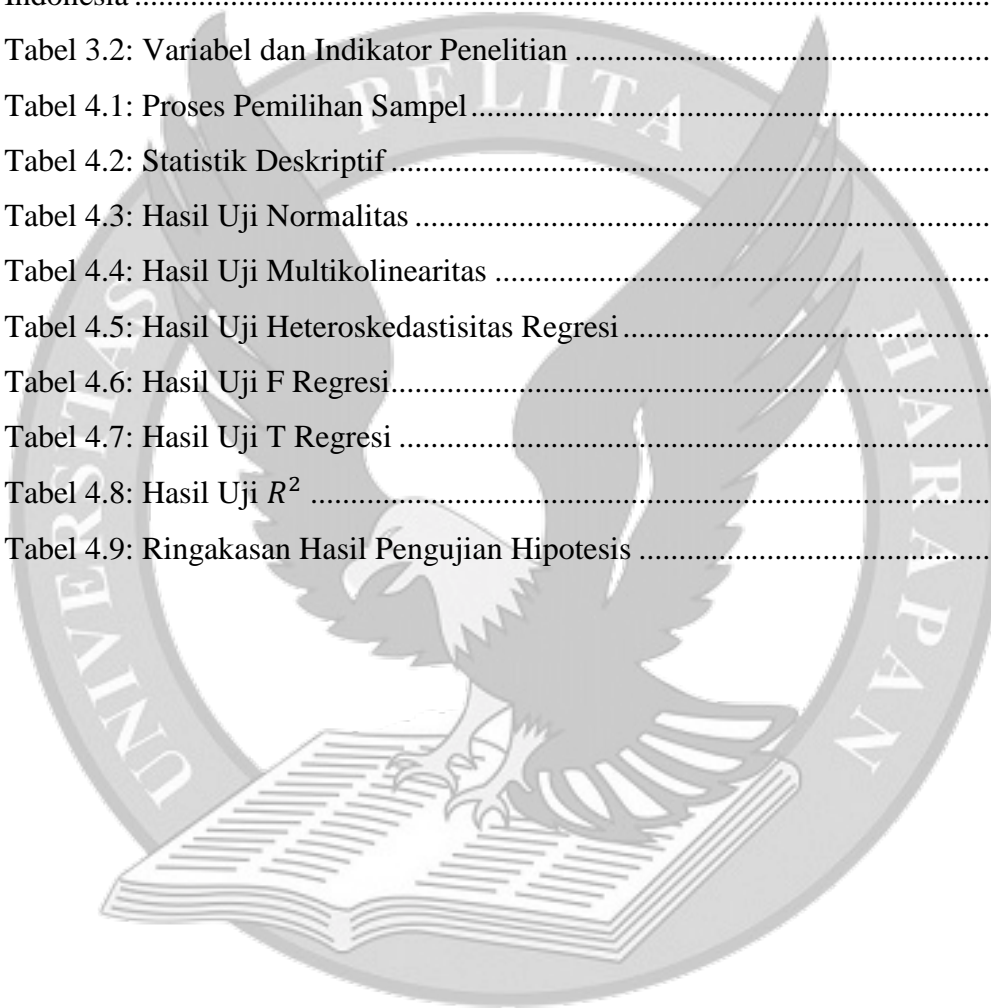 Indonesia ................................................................................................
Tabel 3.2: Variabel dan Indikator Penelitian ................................................
Tabel 4.1: Proses Pemilihan Sampel ............................................................
Tabel 4.2: Statistik Deskriptif ......................................................................
Tabel 4.3: Hasil Uji Normalitas ...................................................................
Tabel 4.4: Hasil Uji Multikolinearitas .........................................................
Tabel 4.5: Hasil Uji Heteroskedastisitas Regresi .........................................
Tabel 4.6: Hasil Uji F Regresi......................................................................
Tabel 4.7: Hasil Uji T Regresi .....................................................................
Tabel 4.8: Hasil Uji R² ................................................................................
Tabel 4.9: Ringakasan Hasil Pengujian Hipotesis ........................................
UNIVERSITAS PELITA HARAPAN